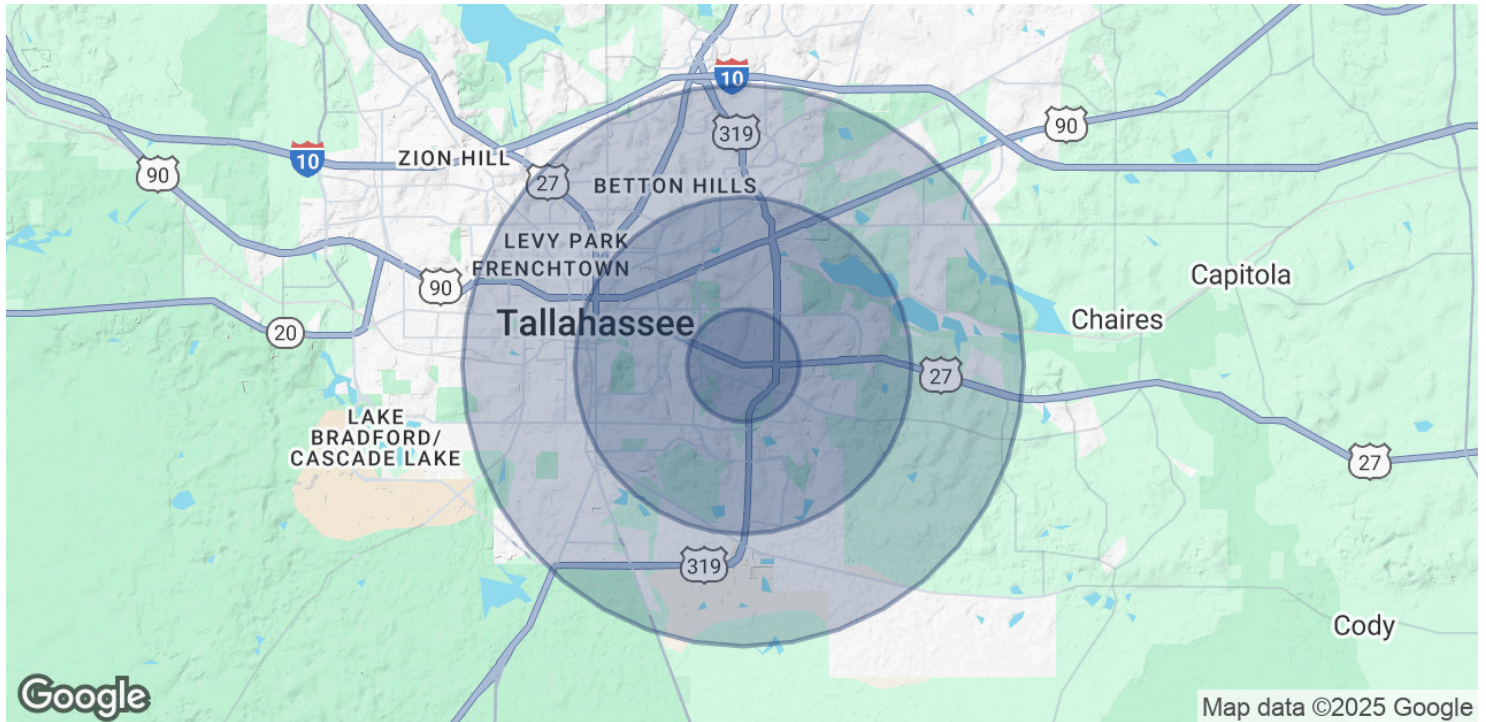 10
319
90
ZION HILL
10
90
27
BETTON HILLS
LEVY PARK
FRENCHTOWN
Capitola
90
Tallahassee
Chaires
20
27
LAKE
BRADFORD/
CASCADE LAKE
27
319
Cody
Google
Map data ©2025 Google